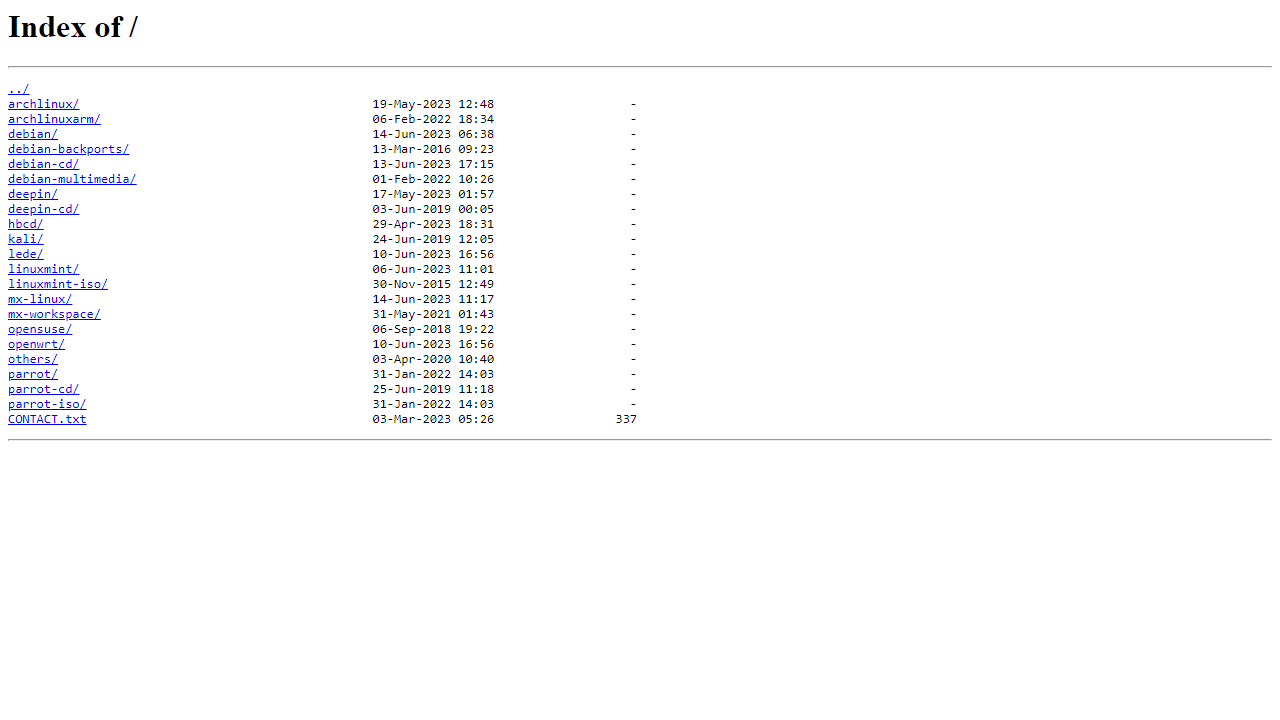 Index of /
../
archlinux/ 19-May-2023 12:48 -
archlinuxarm/ 06-Feb-2022 18:34 -
debian/ 14-Jun-2023 06:38 -
debian-backports/ 13-Mar-2016 09:23 -
debian-cd/ 13-Jun-2023 17:15 -
debian-multimedia/ 01-Feb-2022 10:26 -
deepin/ 17-May-2023 01:57 -
deepin-cd/ 03-Jun-2019 00:05 -
hbcd/ 29-Apr-2023 18:31 -
kali/ 24-Jun-2019 12:05 -
lede/ 10-Jun-2023 16:56 -
linuxmint/ 06-Jun-2023 11:01 -
linuxmint-iso/ 30-Nov-2015 12:49 -
mx-linux/ 14-Jun-2023 11:17 -
mx-workspace/ 31-May-2021 01:43 -
opensuse/ 06-Sep-2018 19:22 -
openwrt/ 10-Jun-2023 16:56 -
others/ 03-Apr-2020 10:40 -
parrot/ 31-Jan-2022 14:03 -
parrot-cd/ 25-Jun-2019 11:18 -
parrot-iso/ 31-Jan-2022 14:03 -
CONTACT.txt 03-Mar-2023 05:26 337